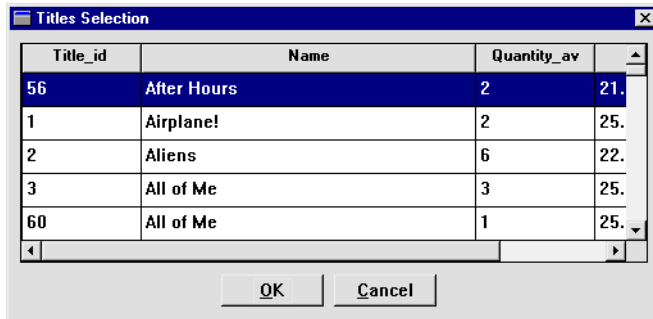 Titles Selection
Title_id Name Quantity_av
56 After Hours 2 21.
1 Airplane! 2 25.
2 Aliens 6 22.
3 All of Me 3 25.
60 All of Me 1 25.
OK Cancel